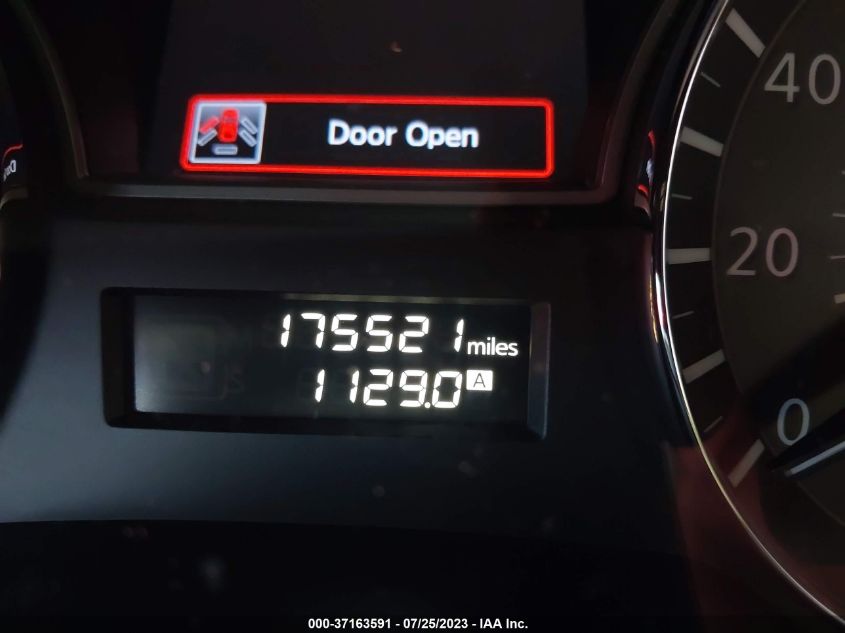 Door Open
40
20
0
175521 miles
1129.0 A
000-37163591 / 07/25/2023 - IAA Inc.